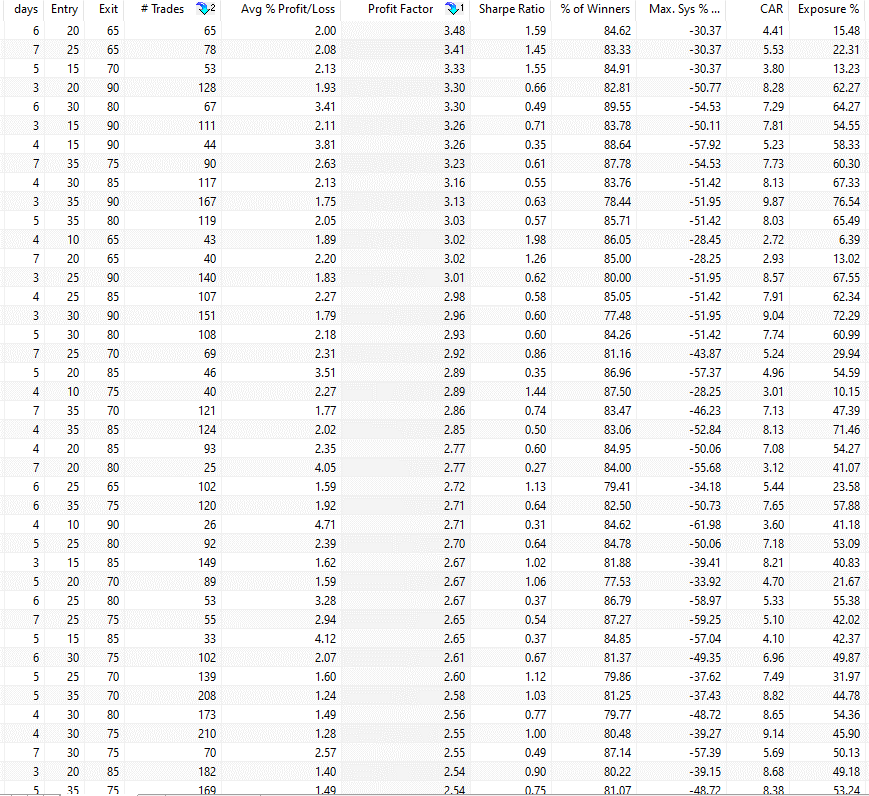 days Entry Exit # Trades 2 Avg % Profit/Loss Profit Factor 1 Sharpe Ratio % of Winners Max. Sys % ... CAR Exposure %
6 20 65 65 2.00 3.48 1.59 84.62 -30.37 4.41 15.48
7 25 65 78 2.08 3.41 1.45 83.33 -30.37 5.53 22.31
5 15 70 53 2.13 3.33 1.55 84.91 -30.37 3.80 13.23
3 20 90 128 1.93 3.30 0.66 82.81 -50.77 8.28 62.27
6 30 80 67 3.41 3.30 0.49 89.55 -54.53 7.29 64.27
3 15 90 111 2.11 3.26 0.71 83.78 -50.11 7.81 54.55
4 15 90 44 3.81 3.26 0.35 88.64 -57.92 5.23 58.33
7 35 75 90 2.63 3.23 0.61 87.78 -54.53 7.73 60.30
4 30 85 117 2.13 3.16 0.55 83.76 -51.42 8.13 67.33
3 35 90 167 1.75 3.13 0.63 78.44 -51.95 9.87 76.54
5 35 80 119 2.05 3.03 0.57 85.71 -51.42 8.03 65.49
4 10 65 43 1.89 3.02 1.98 86.05 -28.45 2.72 6.39
7 20 65 40 2.20 3.02 1.26 85.00 -28.25 2.93 13.02
3 25 90 140 1.83 3.01 0.62 80.00 -51.95 8.57 67.55
4 25 85 107 2.27 2.98 0.58 85.05 -51.42 7.91 62.34
3 30 90 151 1.79 2.96 0.60 77.48 -51.95 9.04 72.29
5 30 80 108 2.18 2.93 0.60 84.26 -51.42 7.74 60.99
7 25 70 69 2.31 2.92 0.86 81.16 -43.87 5.24 29.94
5 20 85 46 3.51 2.89 0.35 86.96 -57.37 4.96 54.59
4 10 75 40 2.27 2.89 1.44 87.50 -28.25 3.01 10.15
7 35 70 121 1.77 2.86 0.74 83.47 -46.23 7.13 47.39
4 35 85 124 2.02 2.85 0.50 83.06 -52.84 8.13 71.46
4 20 85 93 2.35 2.77 0.60 84.95 -50.06 7.08 54.27
7 20 80 25 4.05 2.77 0.27 84.00 -55.68 3.12 41.07
6 25 65 102 1.59 2.72 1.13 79.41 -34.18 5.44 23.58
6 35 75 120 1.92 2.71 0.64 82.50 -50.73 7.65 57.88
4 10 90 26 4.71 2.71 0.31 84.62 -61.98 3.60 41.18
5 25 80 92 2.39 2.70 0.64 84.78 -50.06 7.18 53.09
3 15 85 149 1.62 2.67 1.02 81.88 -39.41 8.21 40.83
5 20 70 89 1.59 2.67 1.06 77.53 -33.92 4.70 21.67
6 25 80 53 3.28 2.67 0.37 86.79 -58.97 5.33 55.38
7 25 75 55 2.94 2.65 0.54 87.27 -59.25 5.10 42.02
5 15 85 33 4.12 2.65 0.37 84.85 -57.04 4.10 42.37
6 30 75 102 2.07 2.61 0.67 81.37 -49.35 6.96 49.87
5 25 70 139 1.60 2.60 1.12 79.86 -37.62 7.49 31.97
5 35 70 208 1.24 2.58 1.03 81.25 -37.43 8.82 44.78
4 30 80 173 1.49 2.56 0.77 79.77 -48.72 8.65 54.36
4 30 75 210 1.28 2.55 1.00 80.48 -39.27 9.14 45.90
7 30 75 70 2.57 2.55 0.49 87.14 -57.39 5.69 50.13
3 20 85 182 1.40 2.54 0.90 80.22 -39.15 8.68 49.18
5 35 75 169 1.49 2.54 0.75 81.07 -48.72 8.38 53.24